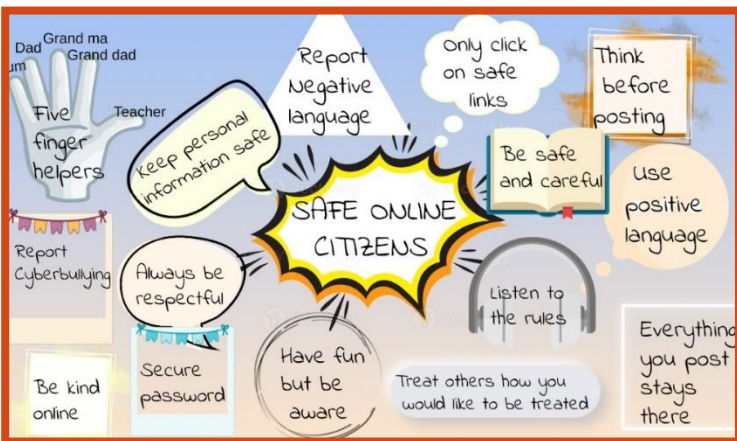 Grand ma
Dad
um
Grand dad
Teacher
Five
finger
helpers
Keep personal
information safe
Report
Negative
language
Only click
on safe
links
Think
before
posting
Be safe
and careful
Use
positive
language
SAFE ONLINE
CITIZENS
Report
Cyberbullying
Always be
respectful
Listen to
the rules
Be kind
online
Secure
password
Have fun
but be
aware
Treat others how you
would like to be treated
Everything
you post
stays
there